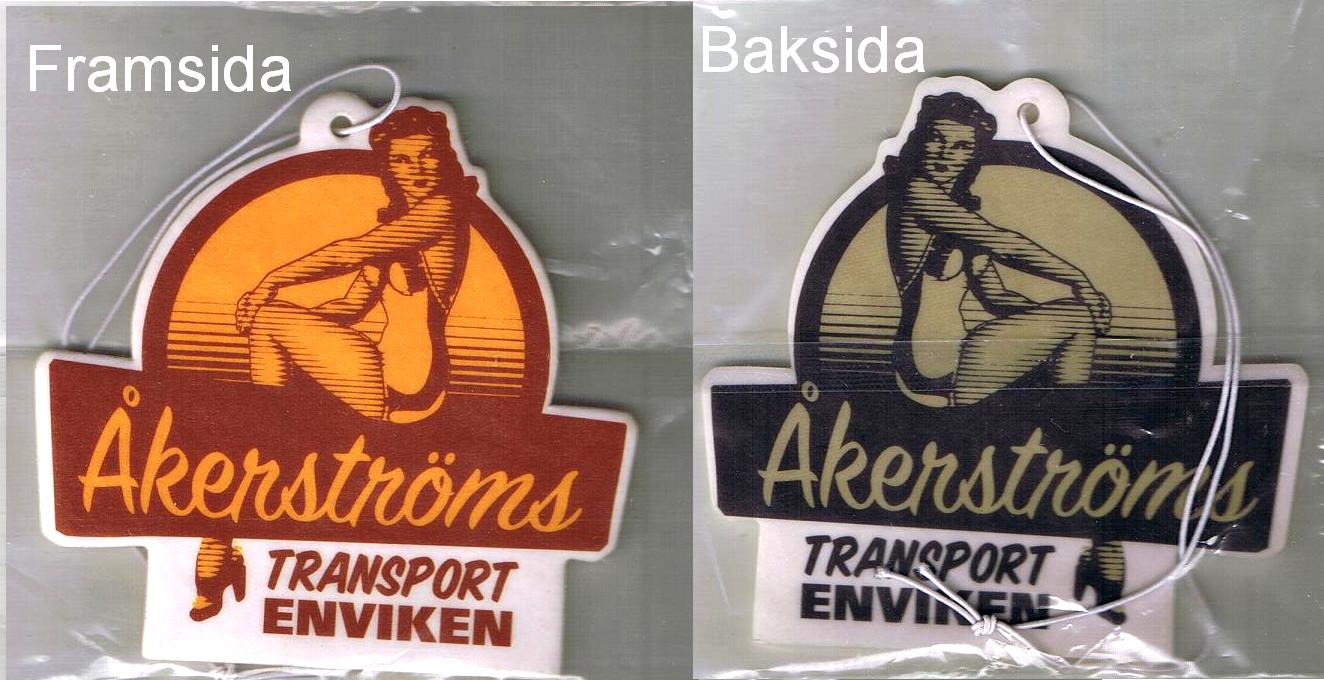 Framsida
Åkerströms
TRANSPORT
ENVIKEN
Baksida
Åkerströms
TRANSPORT
ENVIKEN